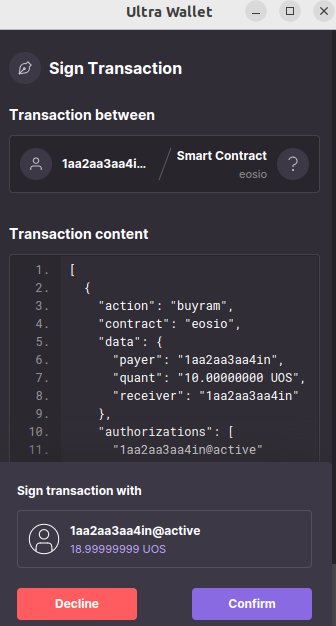 Ultra Wallet
Sign Transaction
Transaction between
1aa2aa3aa4i...
Smart Contract
eosio
Transaction content
1. [
2. {
3. "action": "buyram",
4. "contract": "eosio",
5. "data": {
6. "payer": "1aa2aa3aa4in",
7. "quant": "10.00000000 UOS",
8. "receiver": "1aa2aa3aa4in"
9. },
10. "authorizations": [
11. "1aa2aa3aa4in@active"
Sign transaction with
1aa2aa3aa4in@active
18.99999999 UOS
Decline
Confirm